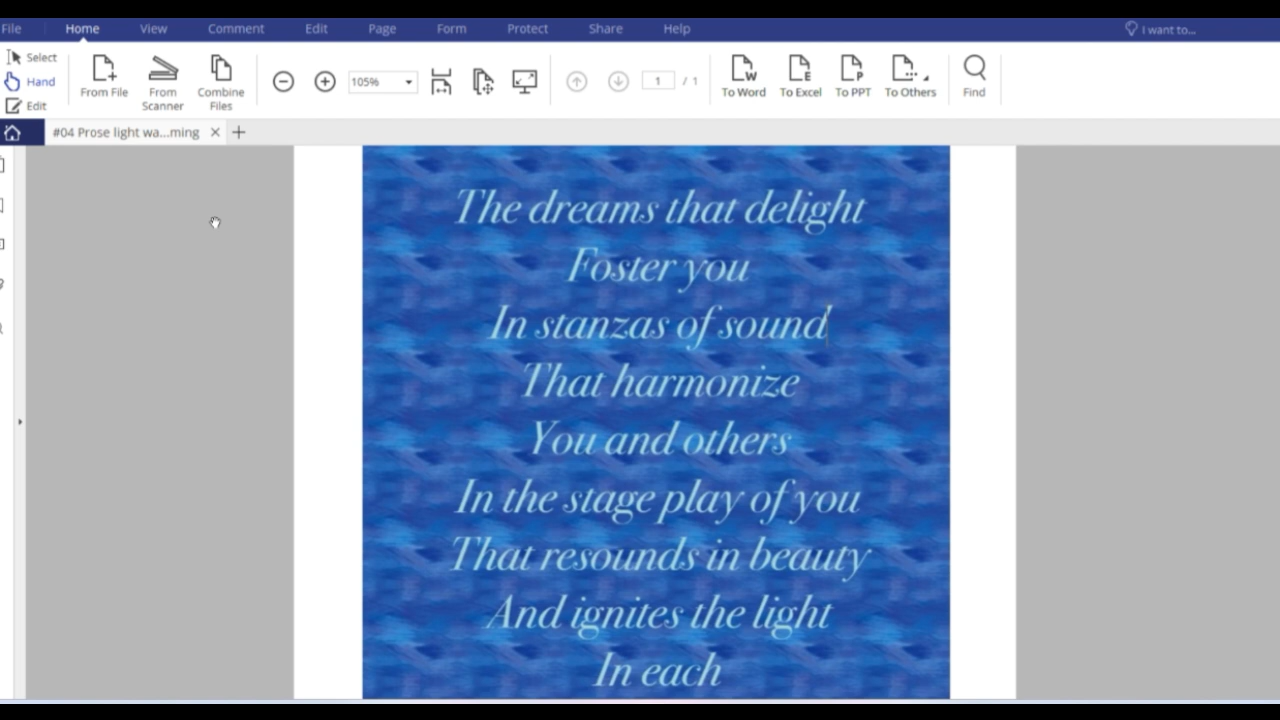 File Home View Comment Edit Page Form Protect Share Help I want to...
Select
Hand
Edit
From File
From Scanner
Combine Files
105%
1 / 1
To Word
To Excel
To PPT
To Others
Find
#04 Prose light wa...ming
The dreams that delight
Foster you
In stanzas of sound
That harmonize
You and others
In the stage play of you
That resounds in beauty
And ignites the light
In each